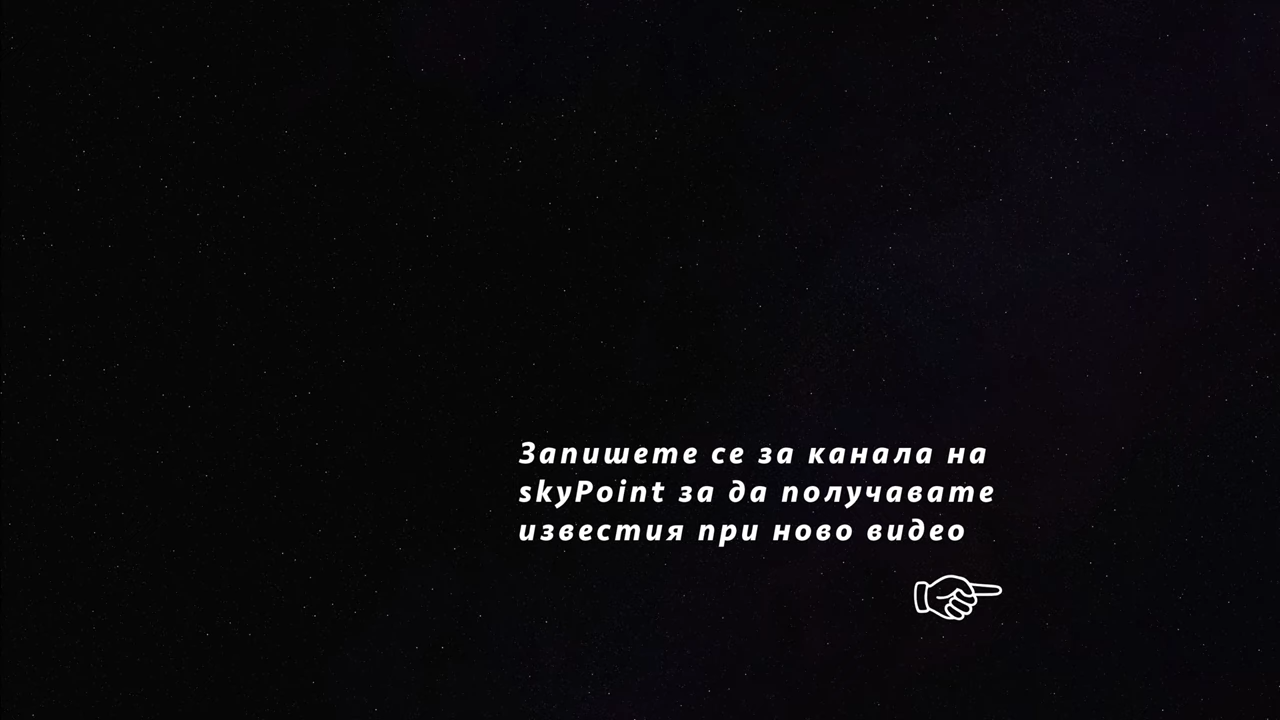 Запишете се за канала на
skyPoint за да получавате
известия при ново видео